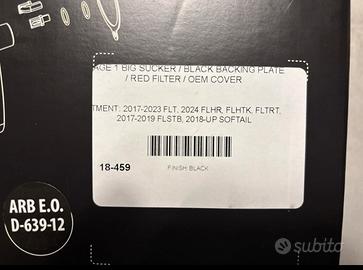 AGE 1 BIG SUCKER / BLACK BACKING PLATE
/ RED FILTER / OEM COVER
TMENT: 2017-2023 FLT, 2024 FLHR, FLHTK, FLTRT,
2017-2019 FLSTB, 2018-UP SOFTAIL
18-459
FINISH: BLACK
ARB E.O.
D-639-12
subito